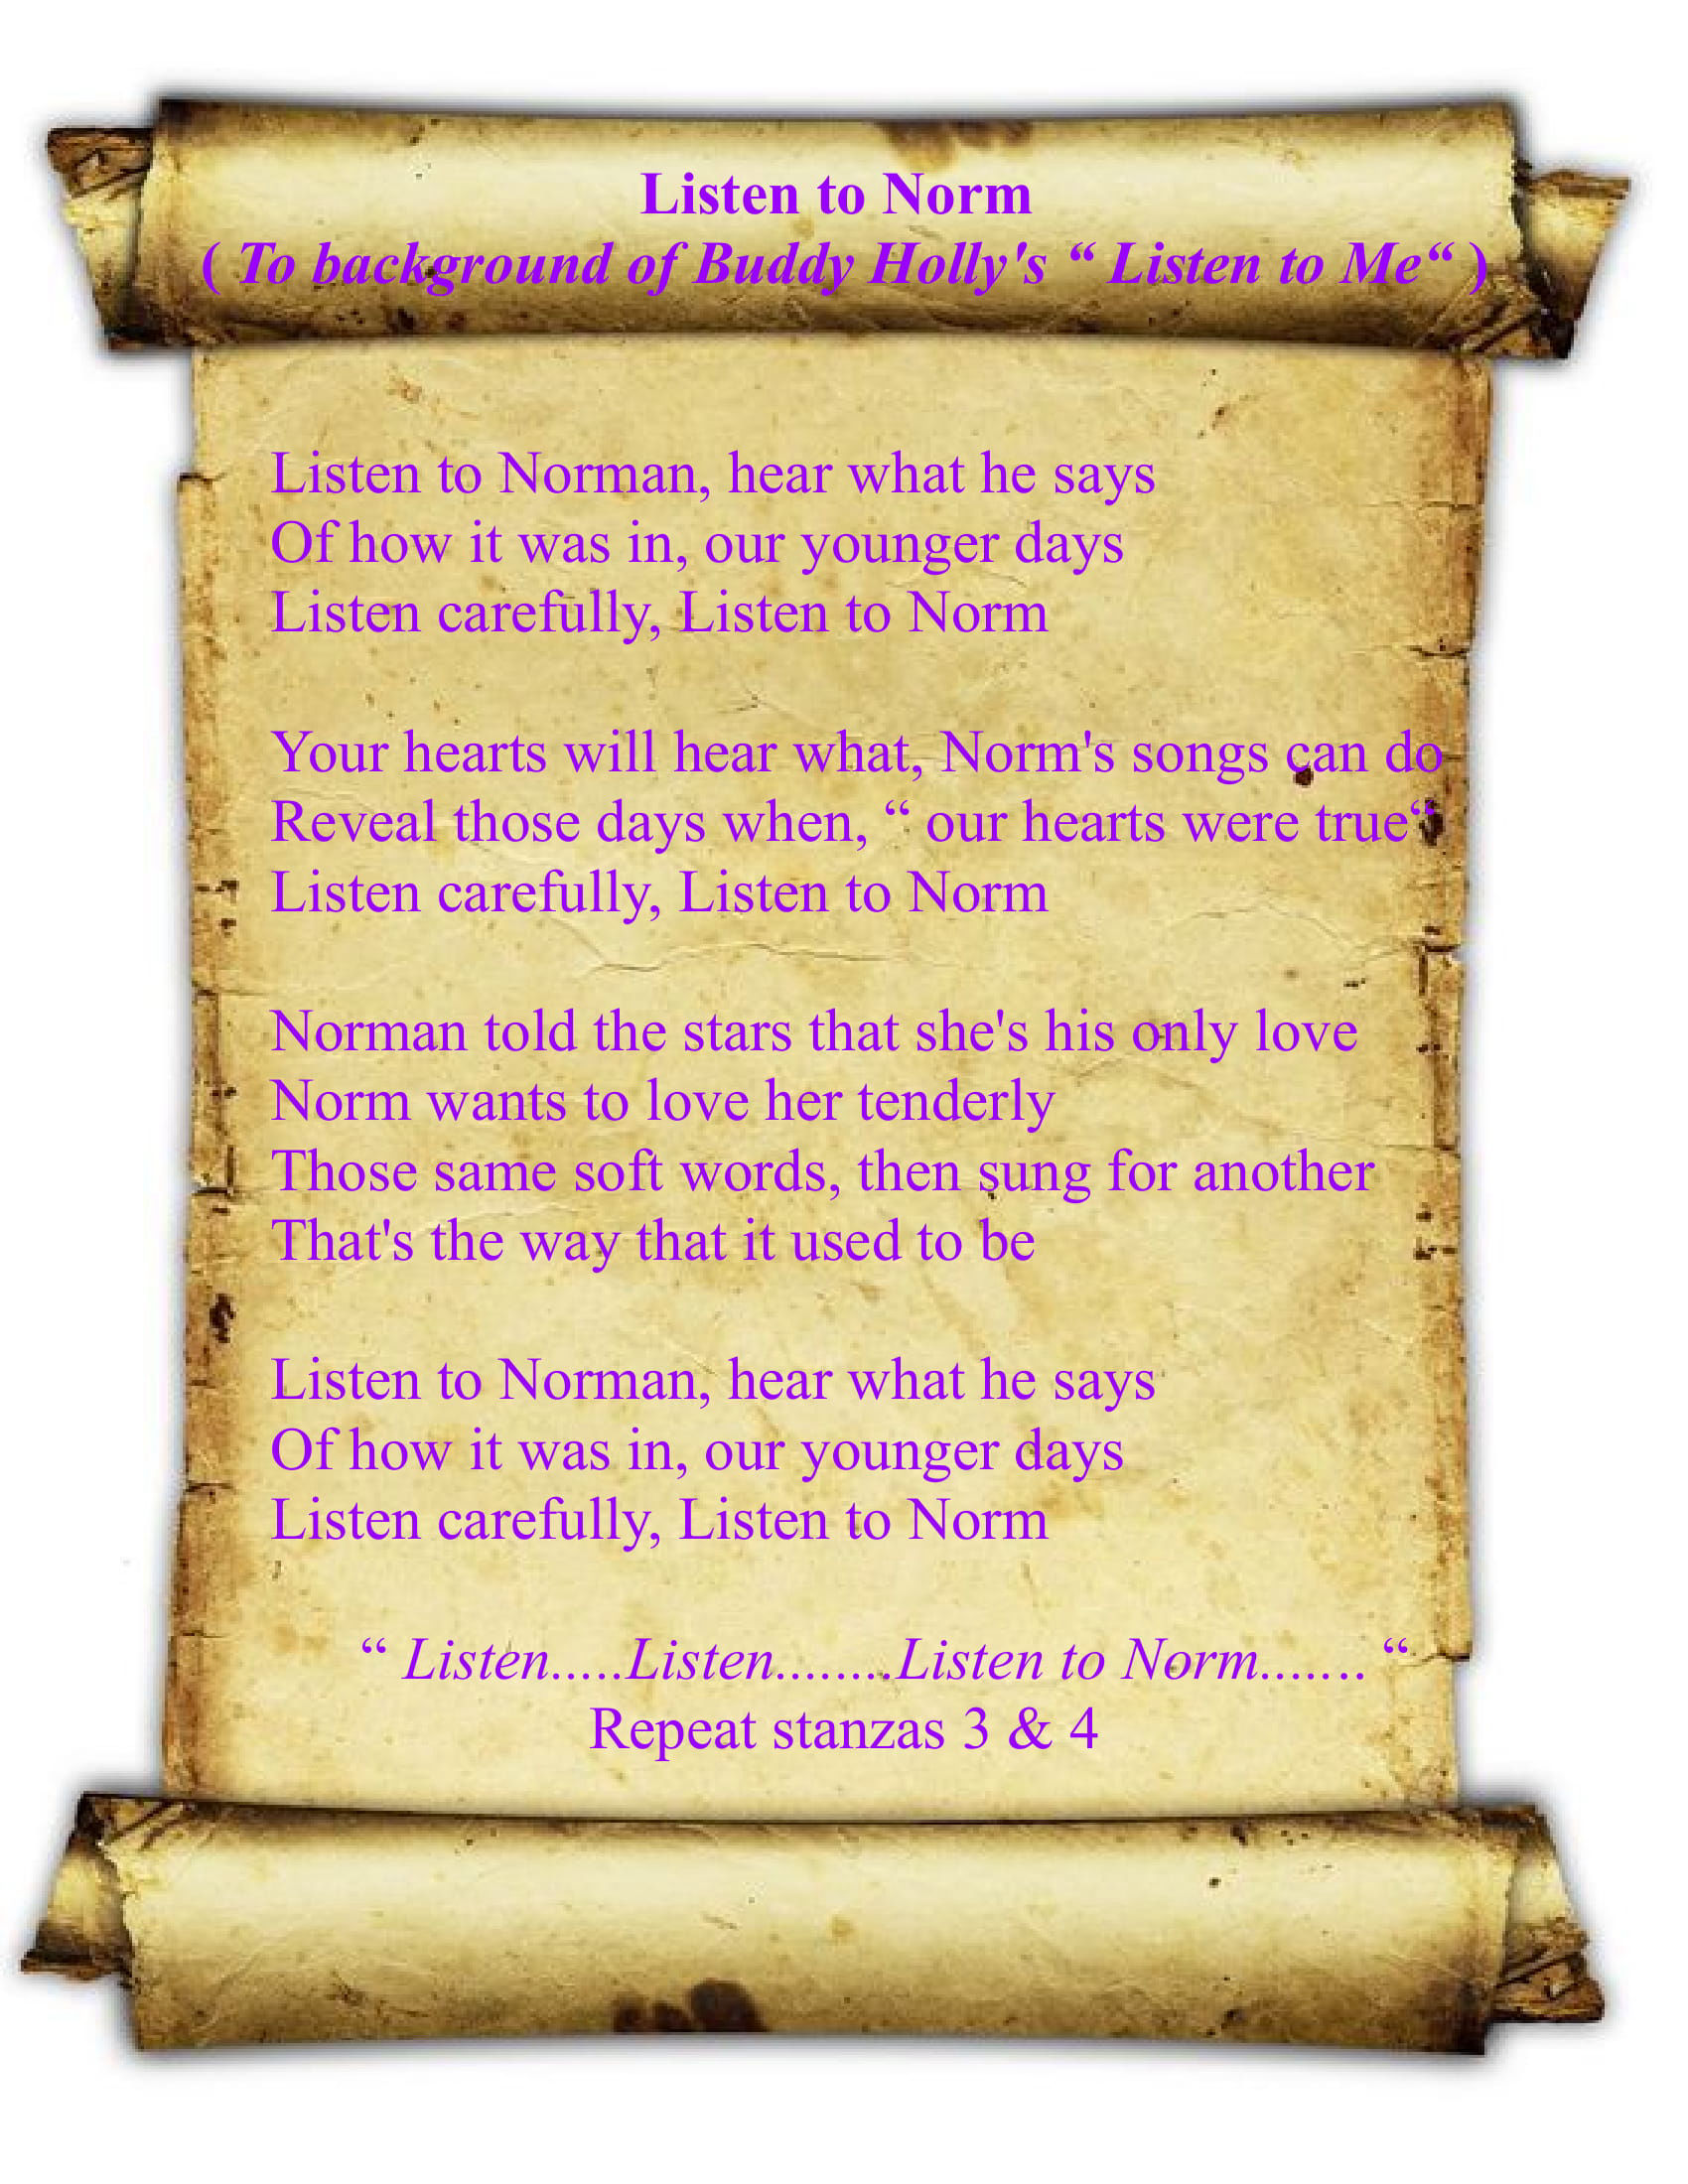 Listen to Norm
( To background of Buddy Holly's “ Listen to Me“ )
Listen to Norman, hear what he says
Of how it was in, our younger days
Listen carefully, Listen to Norm
Your hearts will hear what, Norm's songs can do
Reveal those days when, “ our hearts were true“
Listen carefully, Listen to Norm
Norman told the stars that she's his only love
Norm wants to love her tenderly
Those same soft words, then sung for another
That's the way that it used to be
Listen to Norman, hear what he says
Of how it was in, our younger days
Listen carefully, Listen to Norm
“ Listen.....Listen........Listen to Norm....... “
Repeat stanzas 3 & 4